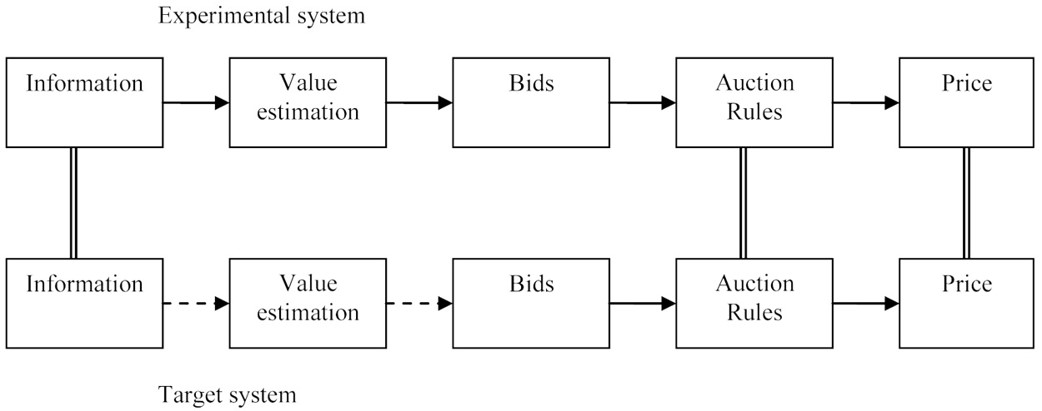 Experimental system
Information
Value
estimation
Bids
Auction
Rules
Price
Information
Value
estimation
Bids
Auction
Rules
Price
Target system